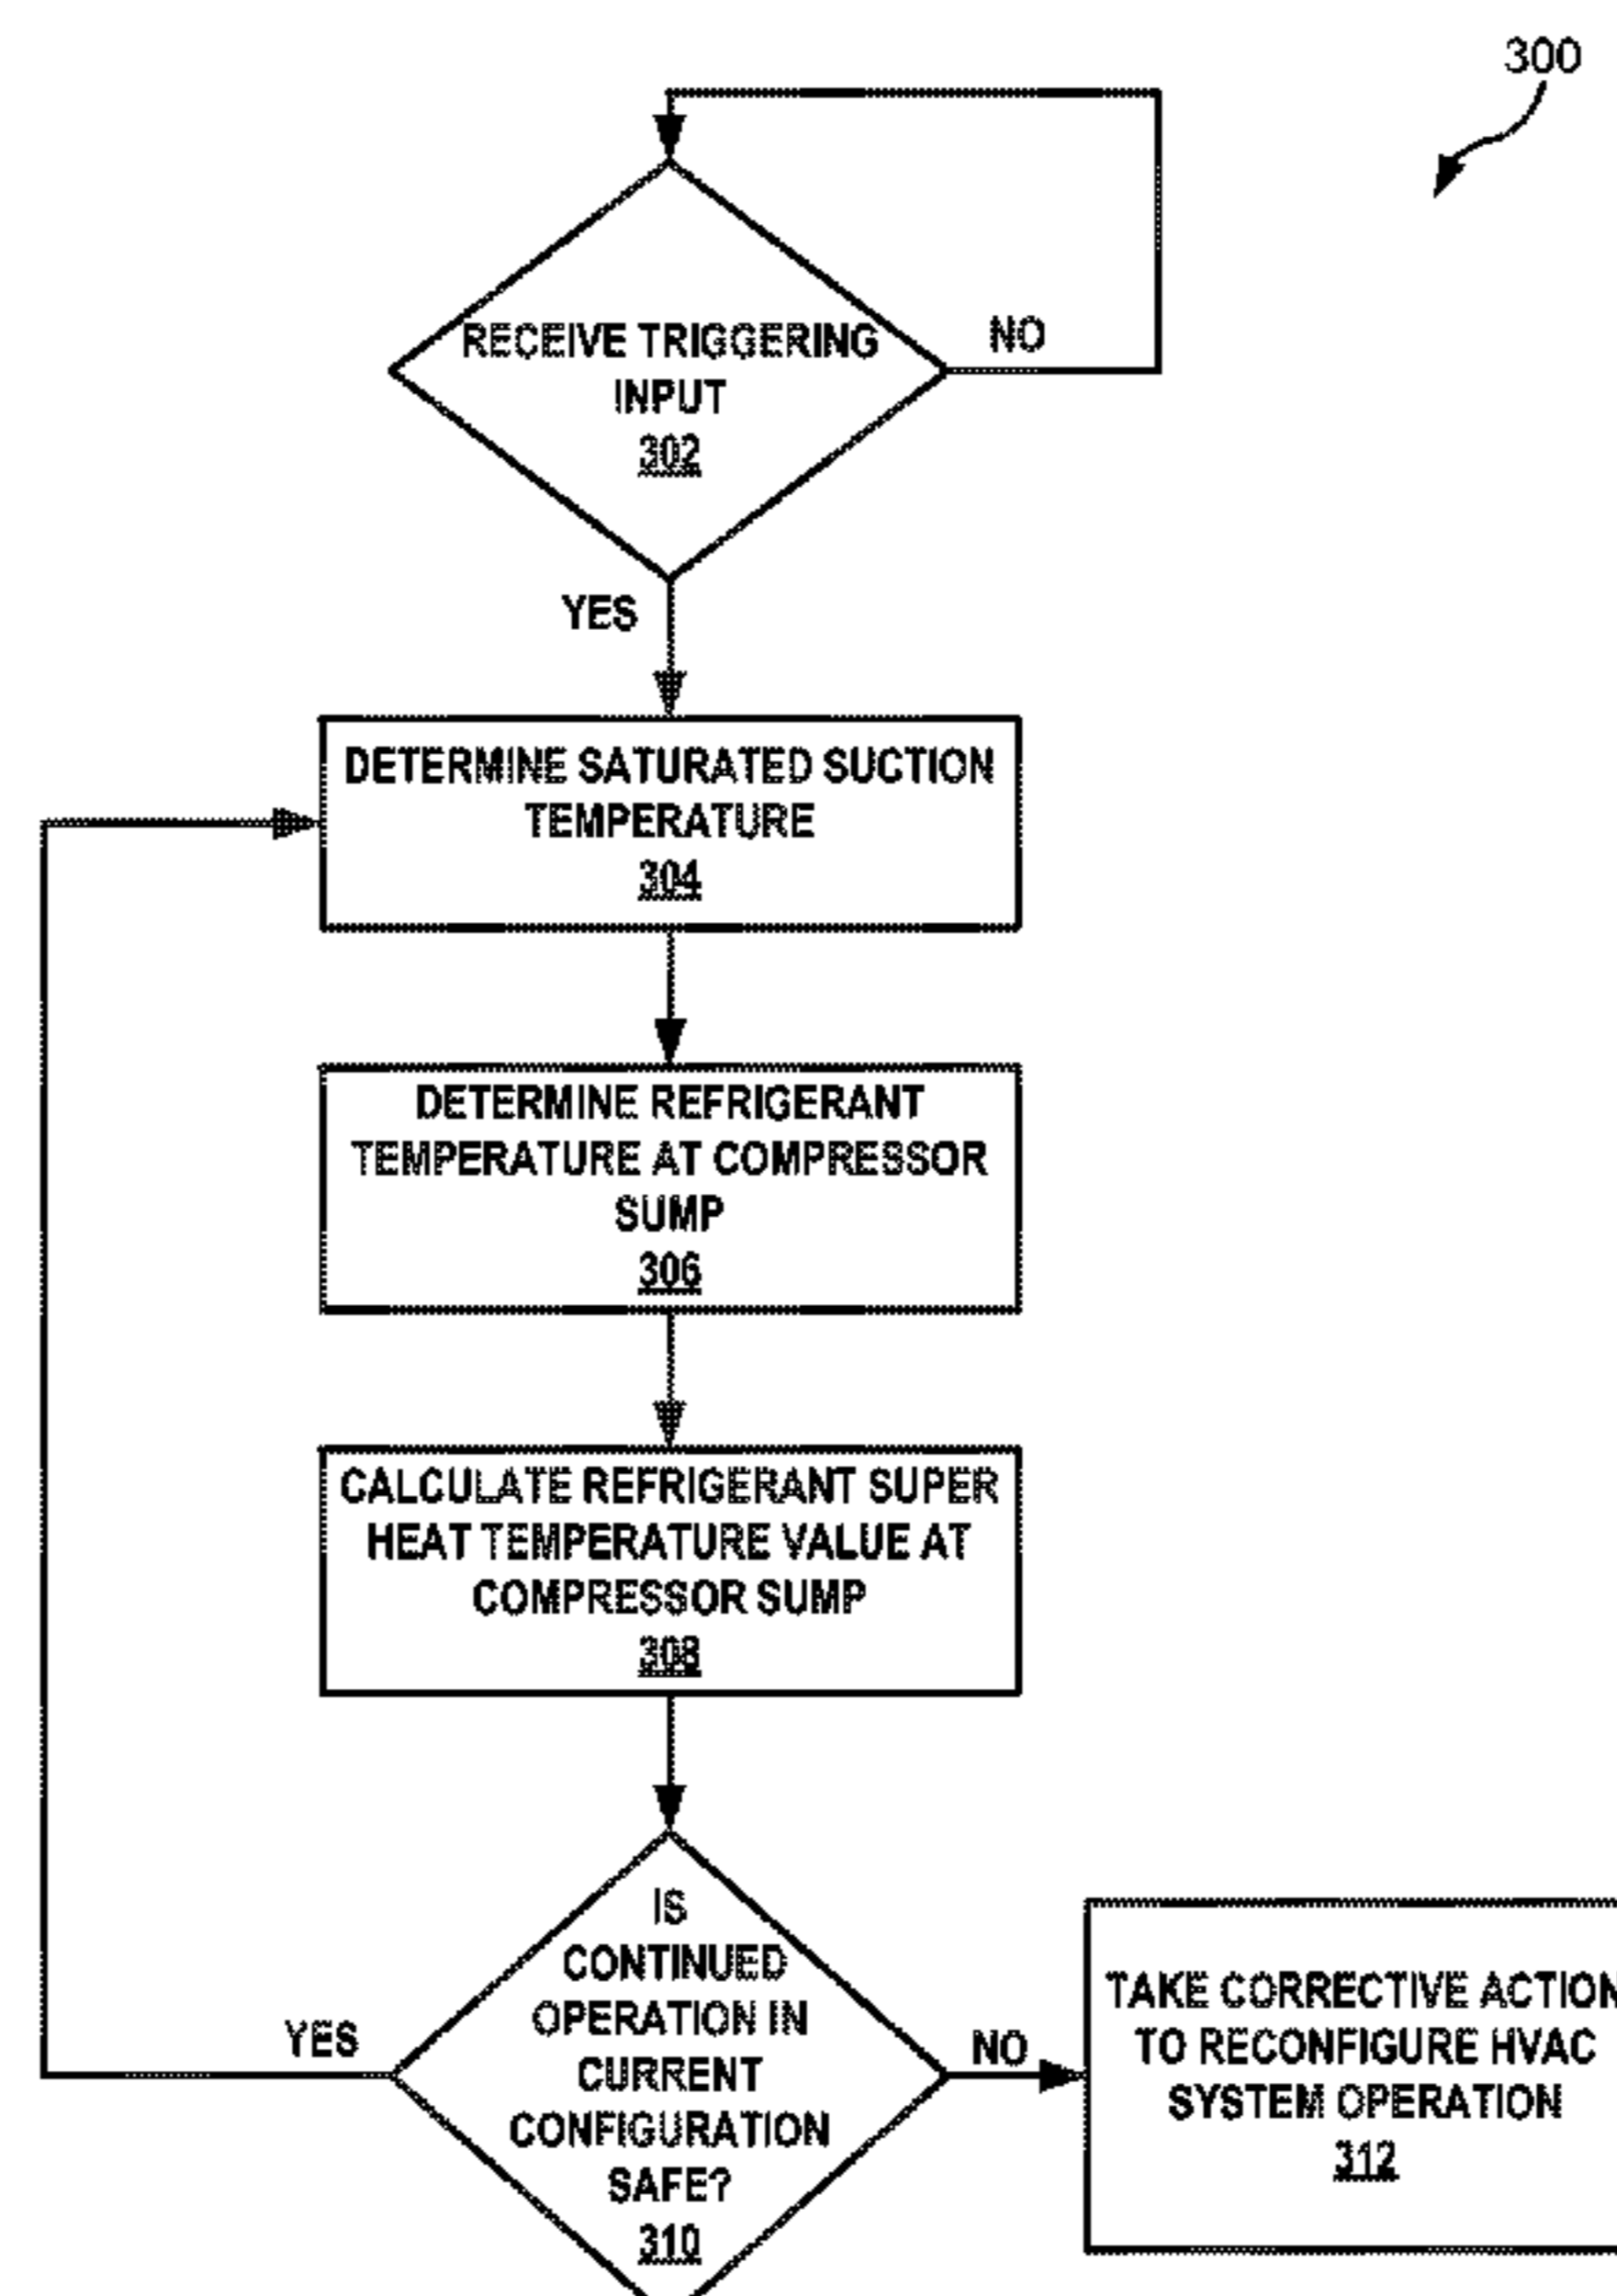 300
RECEIVE TRIGGERING
INPUT
302
NO
YES
DETERMINE SATURATED SUCTION
TEMPERATURE
304
DETERMINE REFRIGERANT
TEMPERATURE AT COMPRESSOR
SUMP
306
CALCULATE REFRIGERANT SUPER
HEAT TEMPERATURE VALUE AT
COMPRESSOR SUMP
308
IS
CONTINUED
OPERATION IN
CURRENT
CONFIGURATION
SAFE?
310
YES
NO
TAKE CORRECTIVE ACTION
TO RECONFIGURE HVAC
SYSTEM OPERATION
312